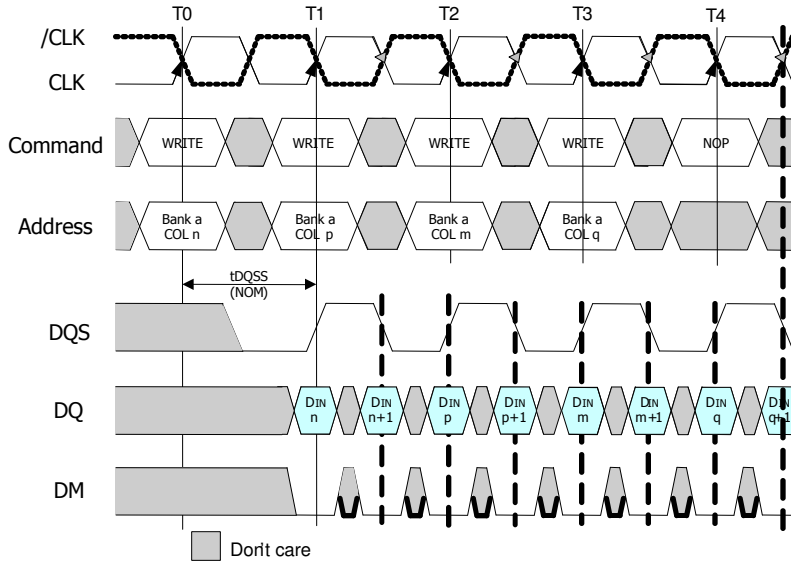 T0 T1 T2 T3 T4
/CLK
CLK
Command WRITE WRITE WRITE WRITE NOP
Address Bank a Bank a Bank a Bank a
COL n COL p COL m COL q
tDQSS
(NOM)
DQS
DQ DIN DIN DIN DIN DIN DIN DIN DIN
n n+1 p p+1 m m+1 q q+1
DM
Don't care